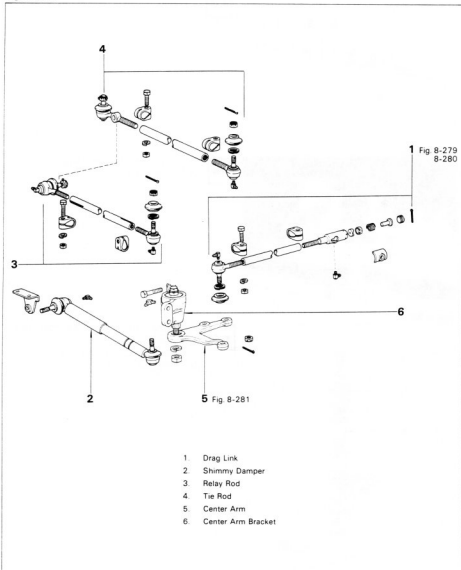 4
1 Fig. 8-279
8-280
3
6
2
5 Fig. 8-281
1. Drag Link
2. Shimmy Damper
3. Relay Rod
4. Tie Rod
5. Center Arm
6. Center Arm Bracket